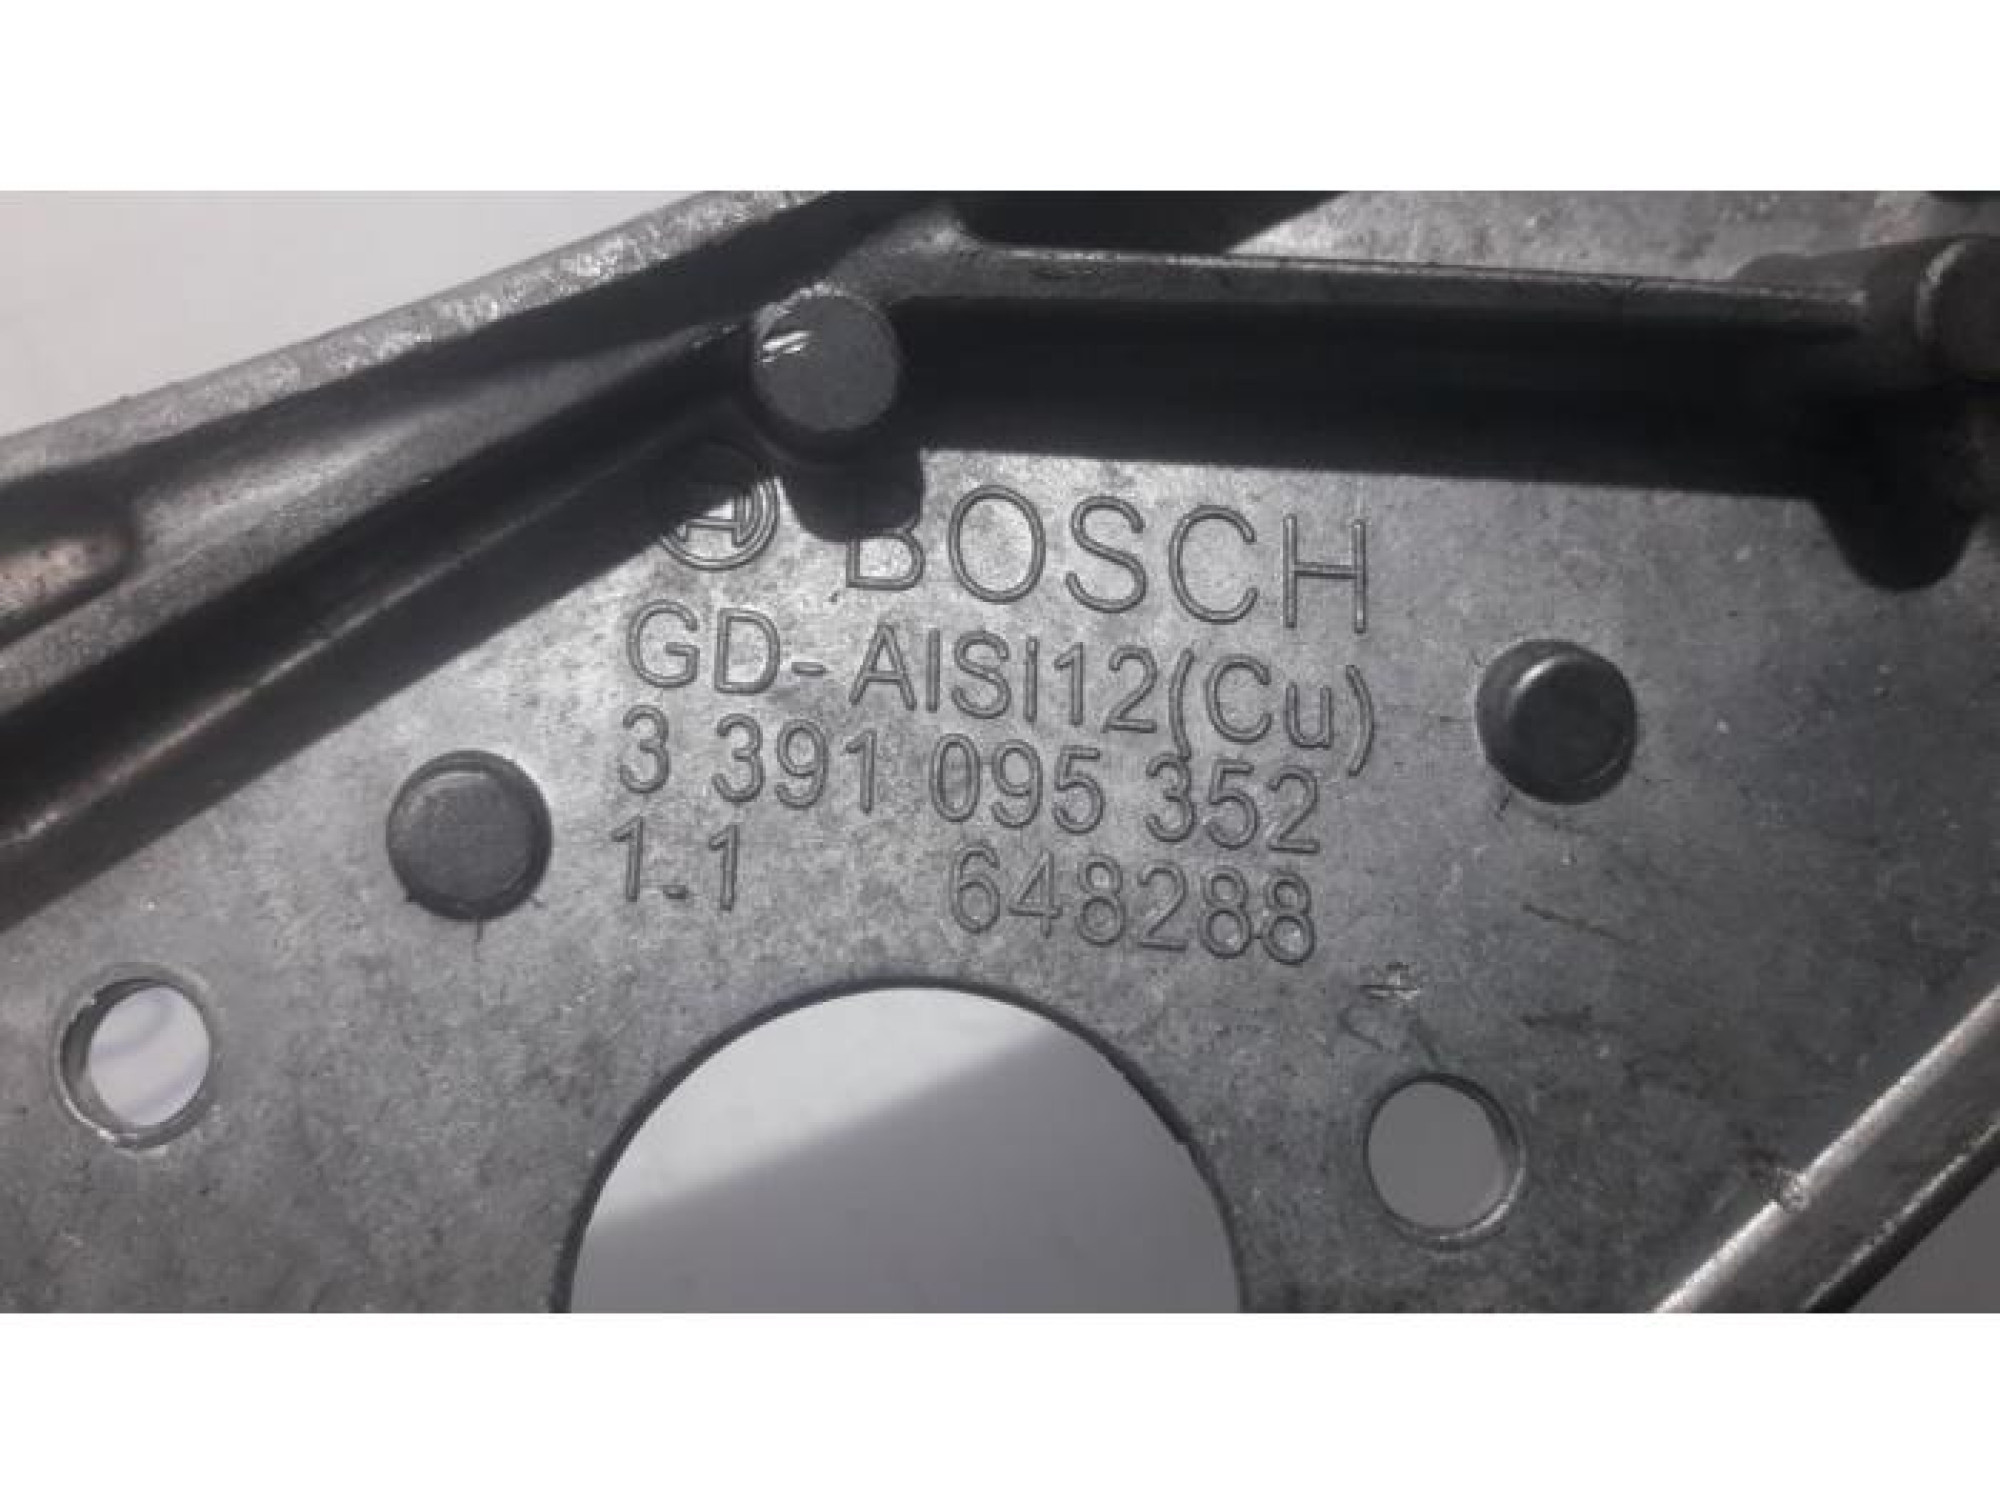 BOSCH
GD-AlSi12(Cu)
3 391 095 352
1-1 648288